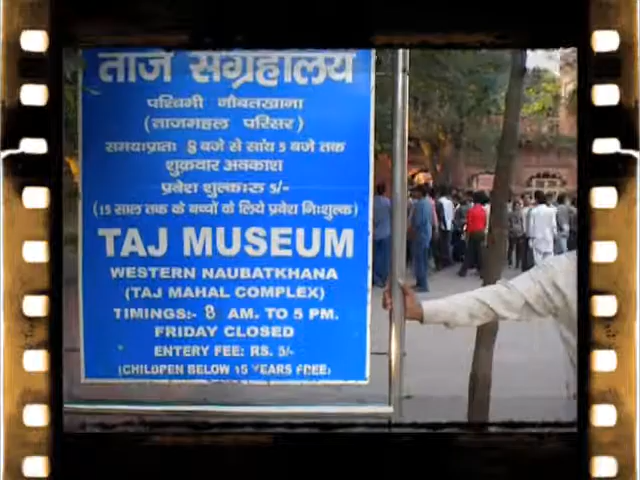 ताज संग्रहालय
पश्चिमी नौबतखाना
(ताजमहल परिसर)
समयःप्रातः 8 बजे से सांय 5 बजे तक
शुक्रवार अवकाश
प्रवेश शुल्कःरु 5/-
(15 साल तक के बच्चों के लिये प्रवेश निःशुल्क)
TAJ MUSEUM
WESTERN NAUBATKHANA
(TAJ MAHAL COMPLEX)
TIMINGS:- 8 AM. TO 5 PM.
FRIDAY CLOSED
ENTERY FEE: RS. 5/-
(CHILDPEN BELOW 15 YEARS FREE)